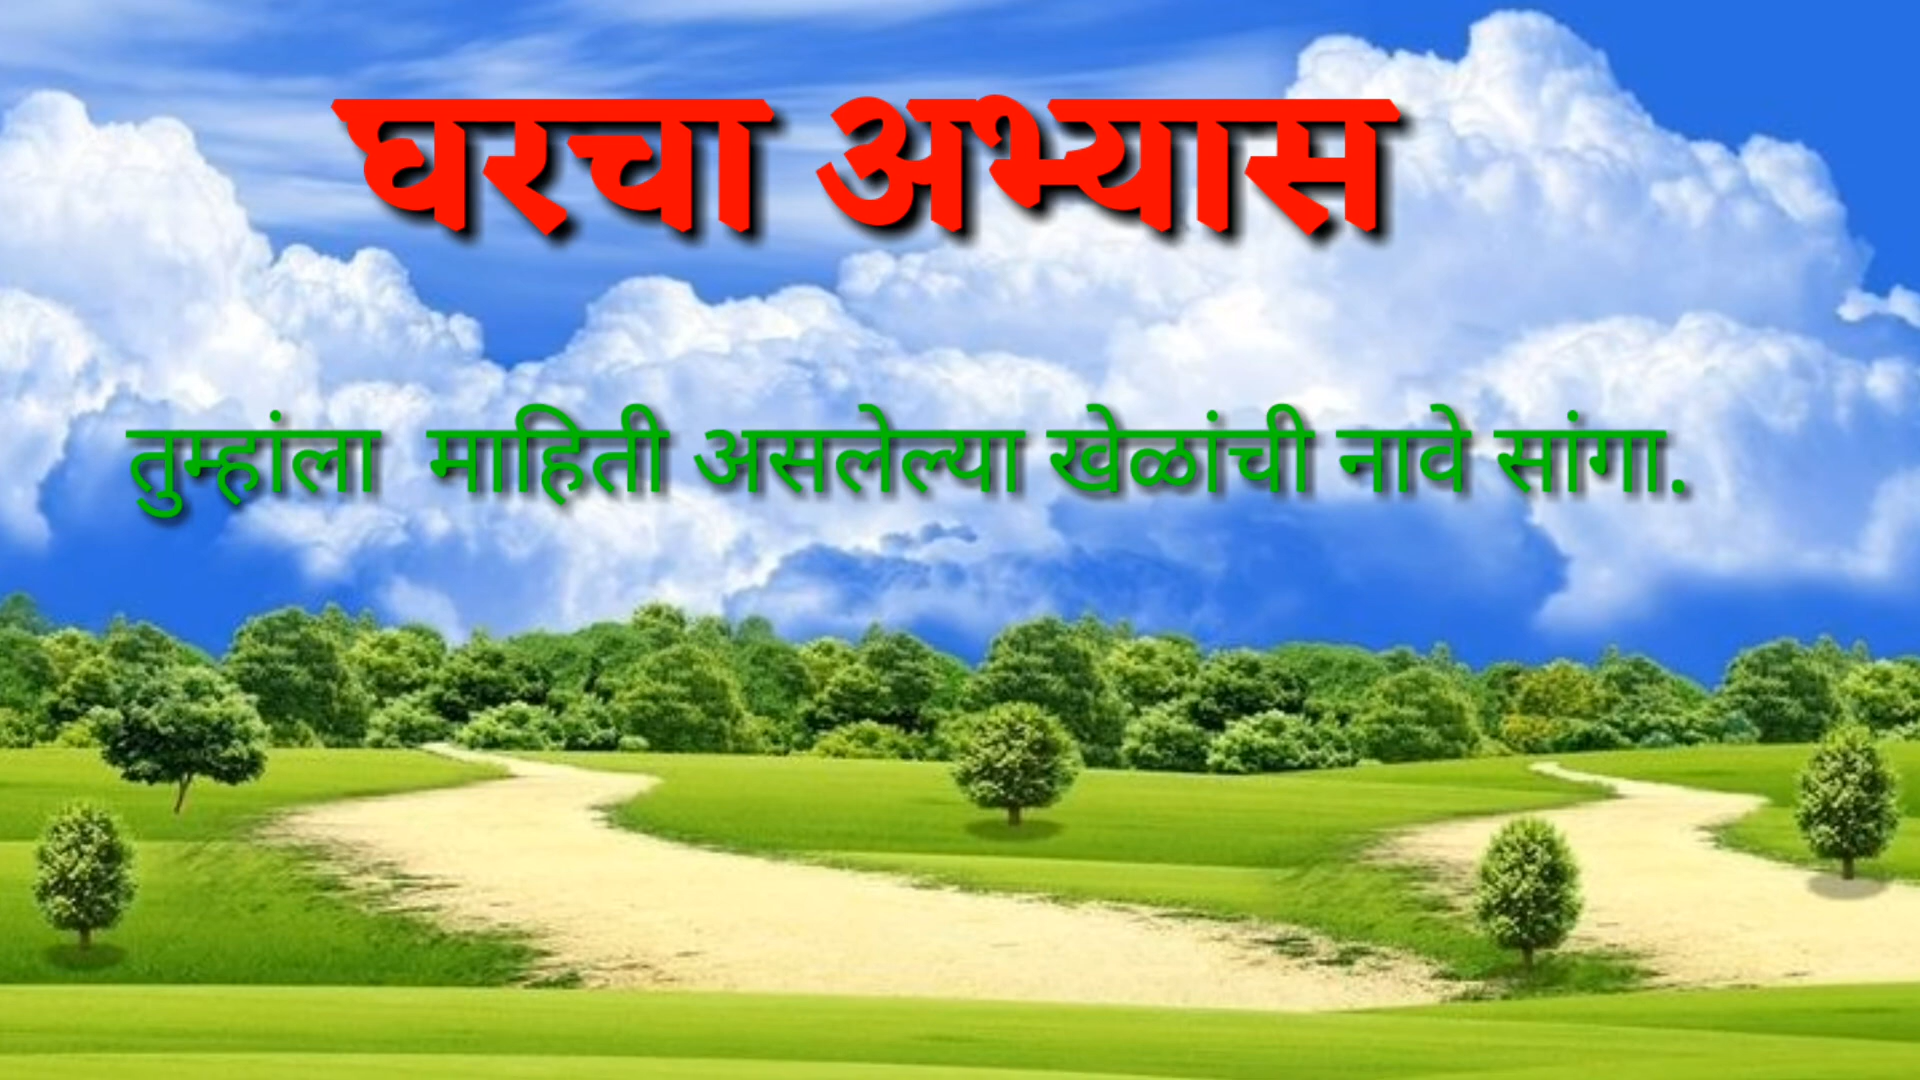 घरचा अभ्यास
तुम्हांला माहिती असलेल्या खेळांची नावे सांगा.